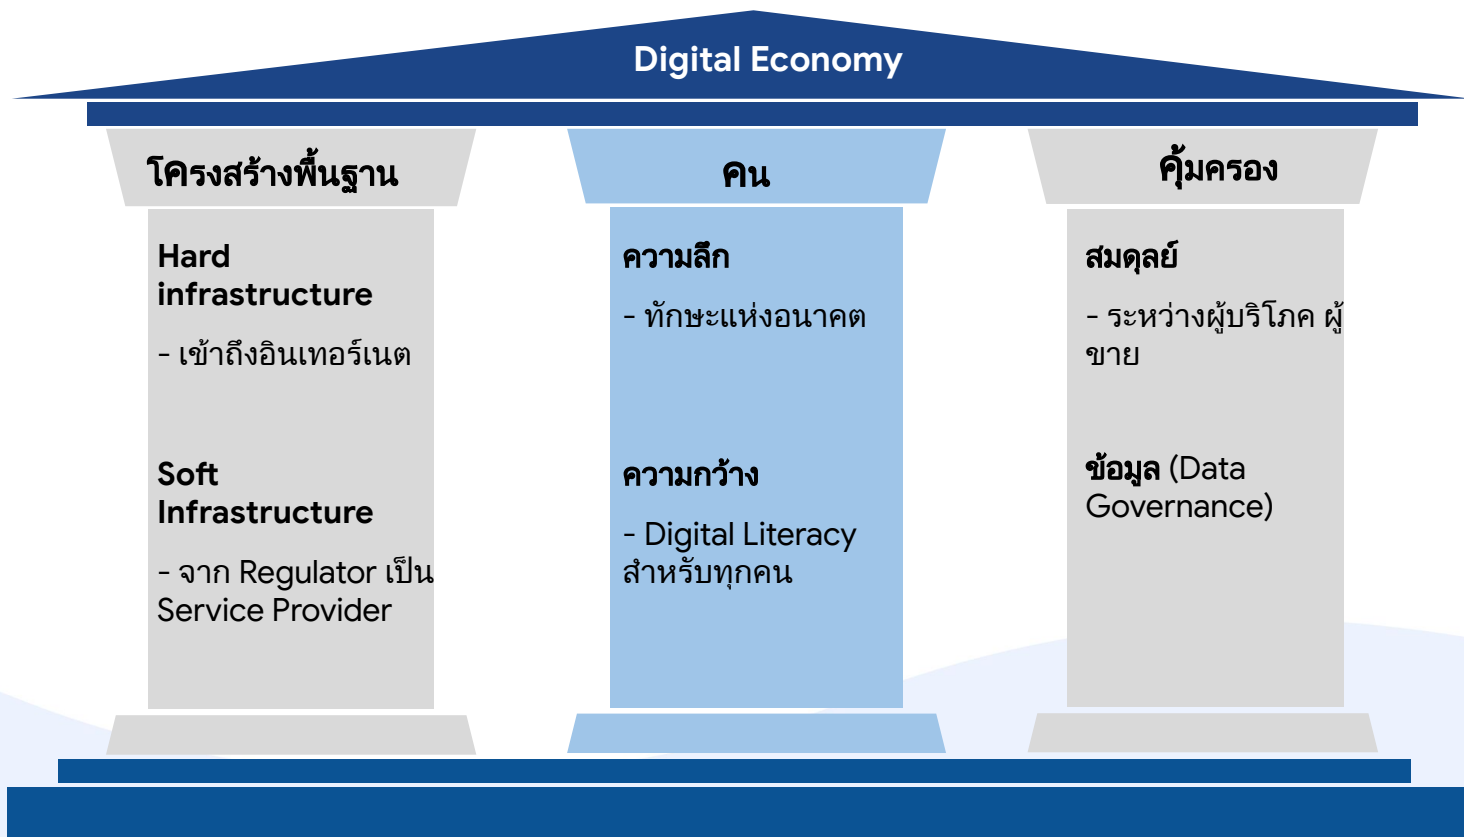 Digital Economy
โครงสร้างพื้นฐาน
Hard
infrastructure
- เข้าถึงอินเทอร์เนต
Soft
Infrastructure
- จาก Regulator เป็น
Service Provider
คน
ความลึก
- ทักษะแห่งอนาคต
ความกว้าง
- Digital Literacy
สำหรับทุกคน
คุ้มครอง
สมดุลย์
- ระหว่างผู้บริโภค ผู้
ขาย
ข้อมูล (Data
Governance)